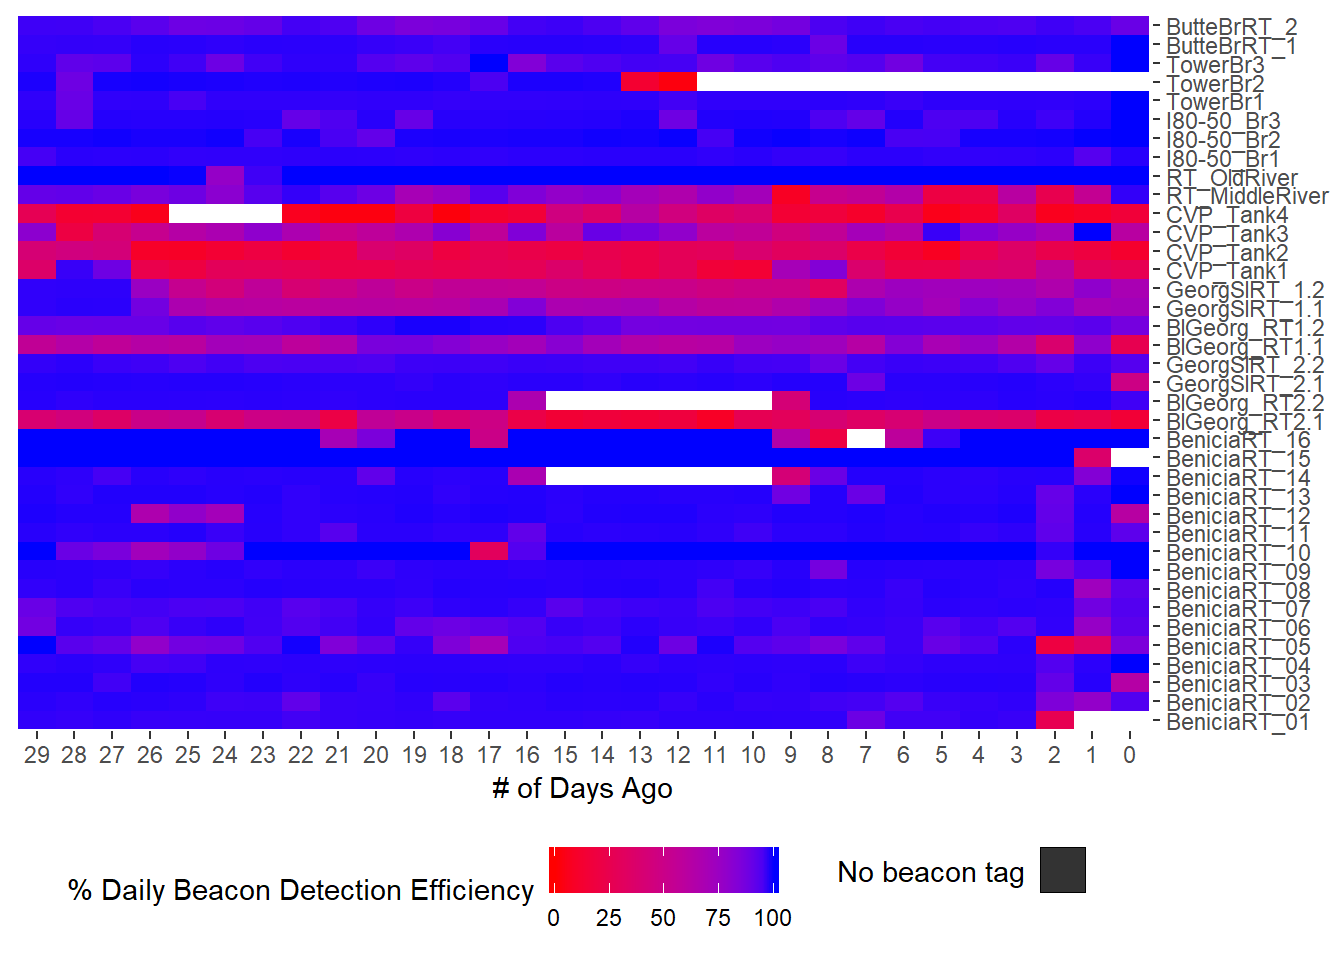 ButteBrRT_2
ButteBrRT_1
TowerBr3
TowerBr2
TowerBr1
I80-50_Br3
I80-50_Br2
I80-50_Br1
RT_OldRiver
RT_MiddleRiver
CVP_Tank4
CVP_Tank3
CVP_Tank2
CVP_Tank1
GeorgSlRT_1.2
GeorgSlRT_1.1
BlGeorg_RT1.2
BlGeorg_RT1.1
GeorgSlRT_2.2
GeorgSlRT_2.1
BlGeorg_RT2.2
BlGeorg_RT2.1
BeniciaRT_16
BeniciaRT_15
BeniciaRT_14
BeniciaRT_13
BeniciaRT_12
BeniciaRT_11
BeniciaRT_10
BeniciaRT_09
BeniciaRT_08
BeniciaRT_07
BeniciaRT_06
BeniciaRT_05
BeniciaRT_04
BeniciaRT_03
BeniciaRT_02
BeniciaRT_01
29 28 27 26 25 24 23 22 21 20 19 18 17 16 15 14 13 12 11 10 9 8 7 6 5 4 3 2 1 0
# of Days Ago
% Daily Beacon Detection Efficiency
0 25 50 75 100
No beacon tag